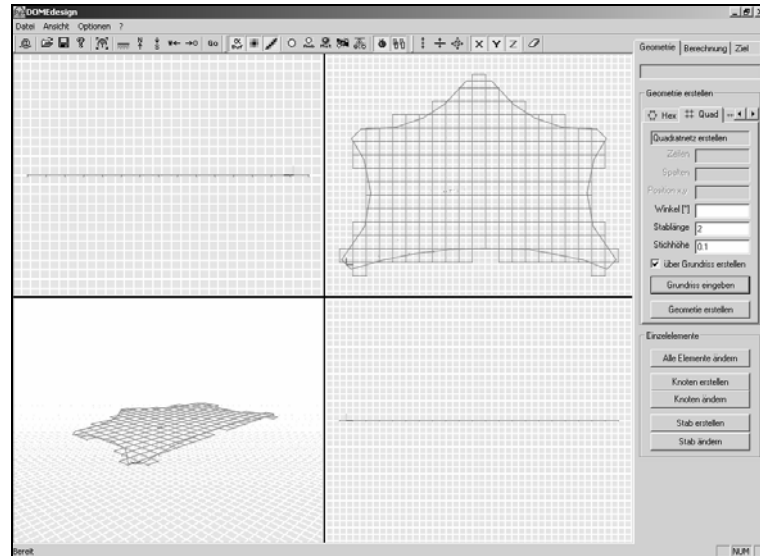 DOMEdesign
Datei Ansicht Optionen ?
X Y Z
Geometrie Berechnung Ziel
Geometrie erstellen
Hex Quad
Quadratnetz erstellen
Zeilen
Spalten
Position x,y
Winkel [°]
Stablänge 2
Stichhöhe 0.1
über Grundriss erstellen
Grundriss eingeben
Geometie erstellen
Einzelelemente
Alle Elemente ändern
Knoten erstellen
Knoten ändern
Stab erstellen
Stab ändern
Bereit NUM